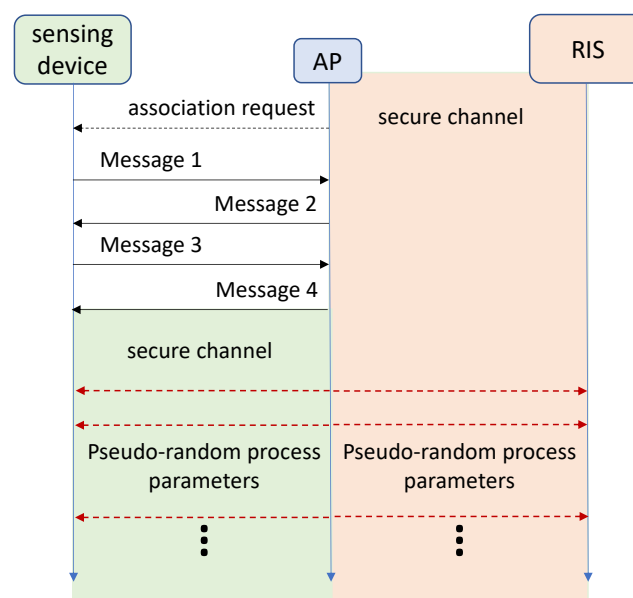 sensing
device
AP
RIS
association request
secure channel
Message 1
Message 2
Message 3
Message 4
secure channel
Pseudo-random process
parameters
Pseudo-random process
parameters